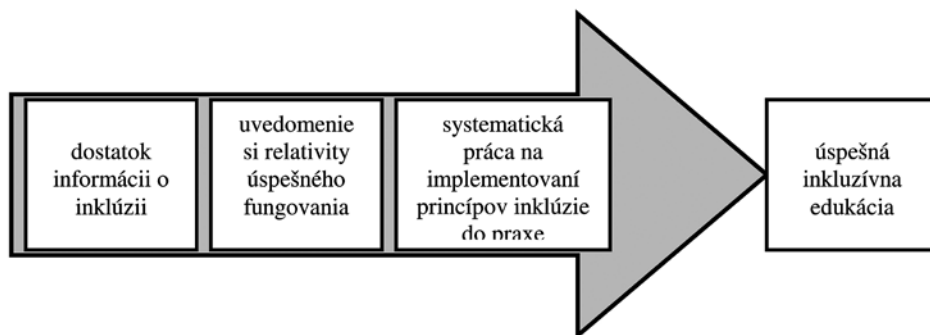 dostatok
informácii o
inklúzii
uvedomenie
si relativity
úspešného
fungovania
systematická
práca na
implementovaní
princípov inklúzie
do praxe
úspešná
inkluzívna
edukácia